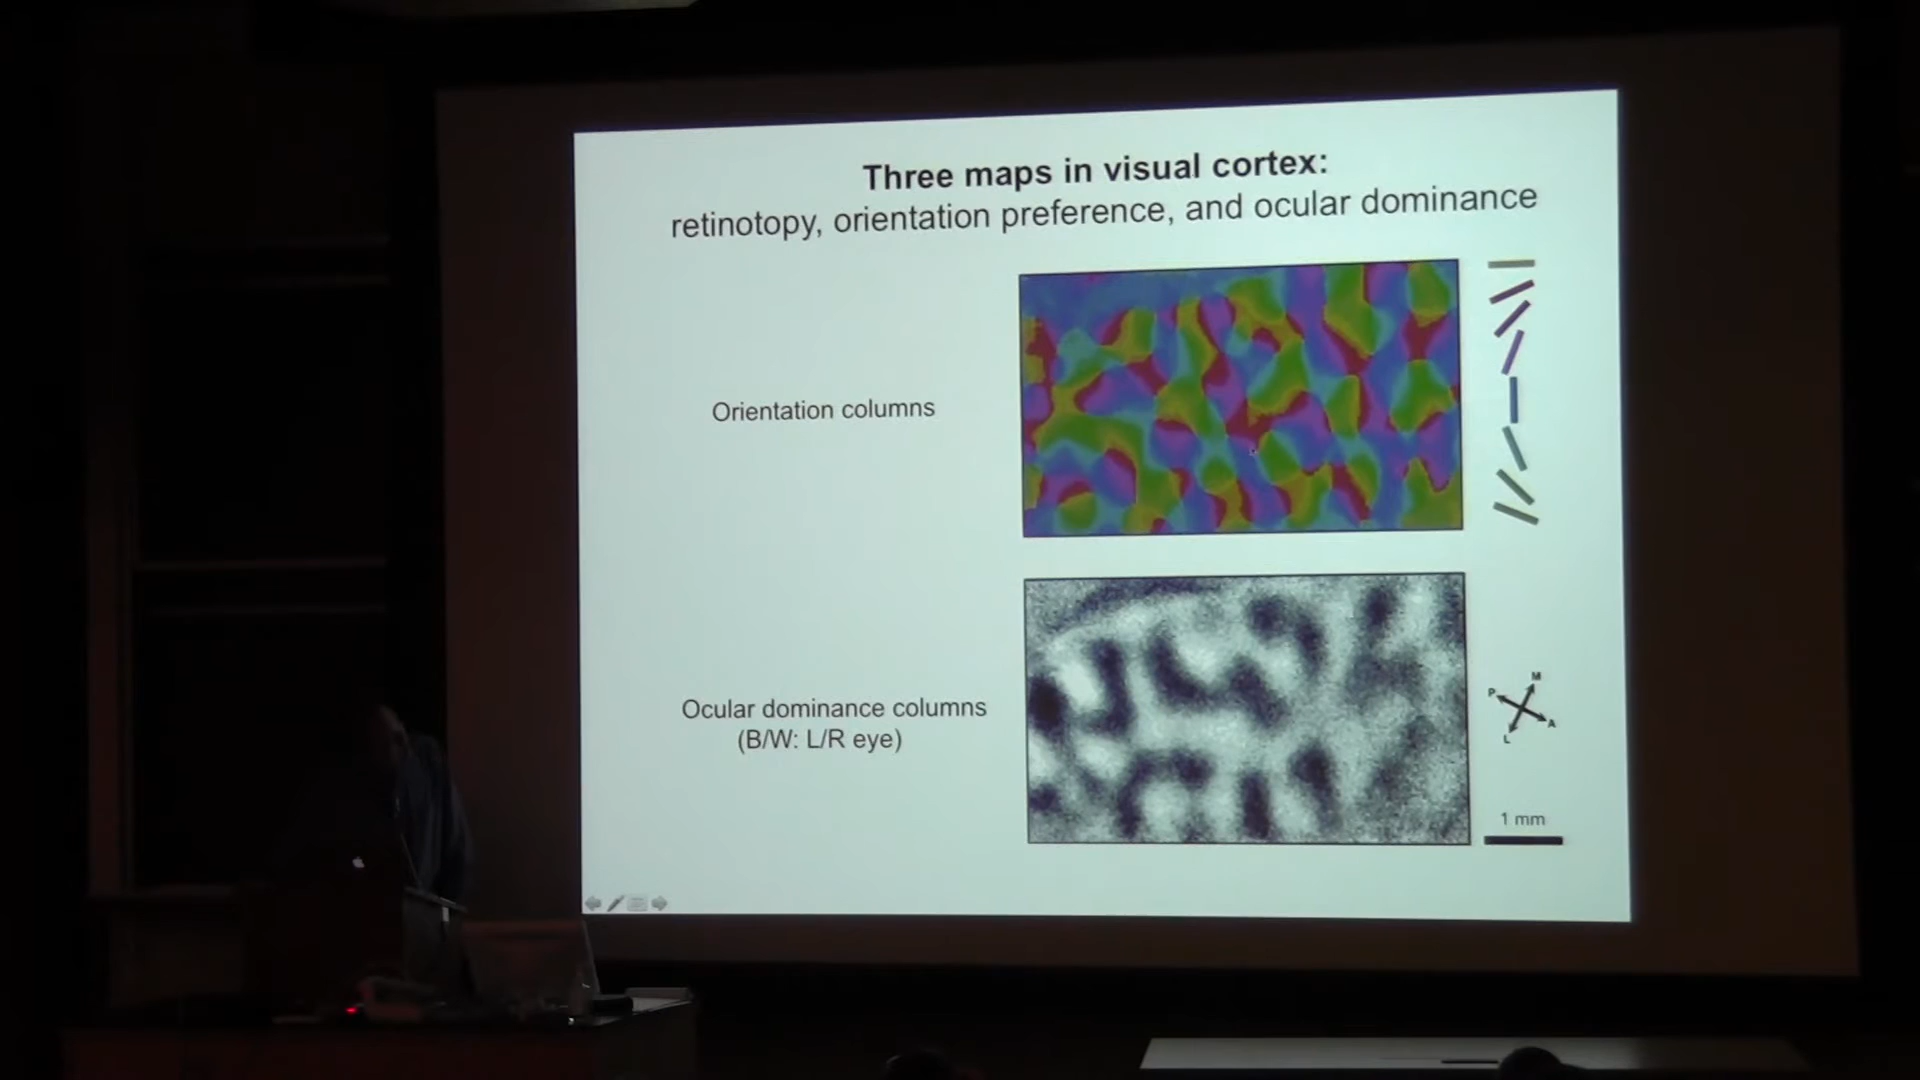 Three maps in visual cortex:
retinotopy, orientation preference, and ocular dominance
Orientation columns
Ocular dominance columns
(B/W: L/R eye)
M
P
A
L
1 mm